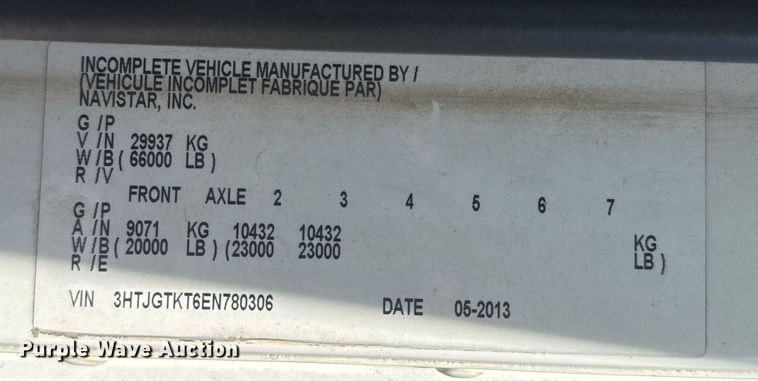 INCOMPLETE VEHICLE MANUFACTURED BY /
(VEHICULE INCOMPLET FABRIQUE PAR)
NAVISTAR, INC.
G /P
V /N 29937 KG
W /B ( 66000 LB )
R /V
FRONT AXLE 2 3 4 5 6 7
G /P
A /N 9071 KG 10432 10432 KG
W /B ( 20000 LB ) (23000 23000 LB )
R /E
VIN 3HTJGTKT6EN780306 DATE 05-2013
Purple Wave Auction